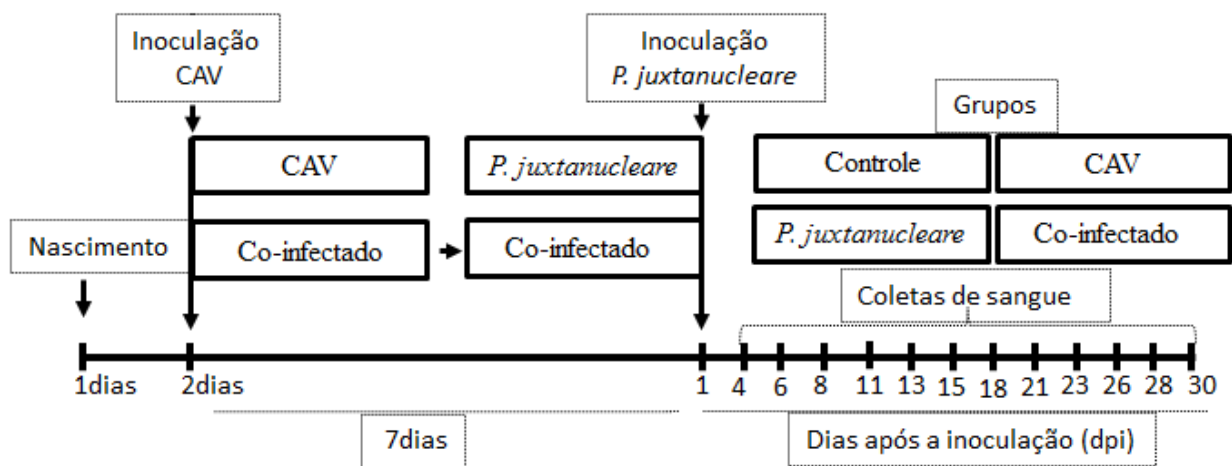 Inoculação
CAV
Inoculação
P. juxtanucleare
Grupos
CAV
P. juxtanucleare
Controle
CAV
Nascimento
Co-infectado
Co-infectado
P. juxtanucleare
Co-infectado
Coletas de sangue
1dias
2dias
1
4
6
8
11
13
15
18
21
23
26
28
30
7dias
Dias após a inoculação (dpi)